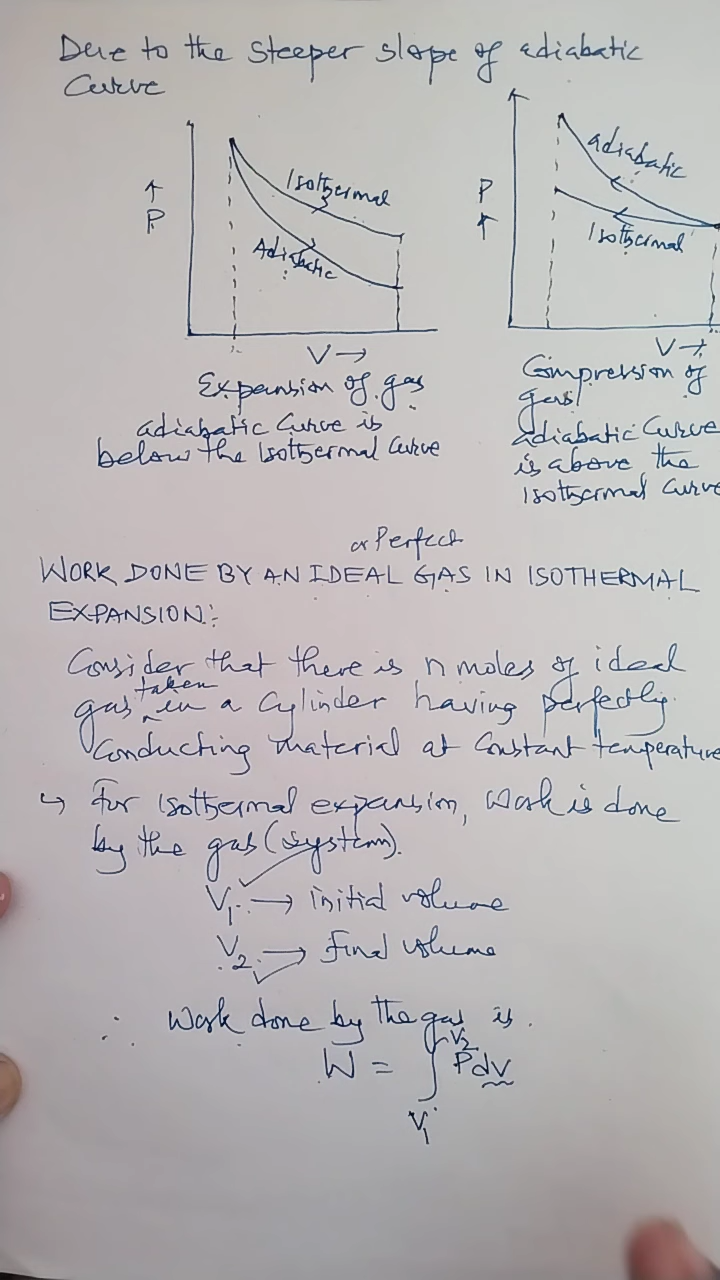 Due to the steeper slope of adiabatic
Curve
↑
P
Isothermal
Adiabatic
V →
Expansion of gas
adiabatic Curve is
below the Isothermal Curve
P
↑
adiabatic
Isothermal
V →
Compression of
gas
adiabatic Curve
is above the
Isothermal Curve
or Perfect
WORK DONE BY AN IDEAL GAS IN ISOTHERMAL
EXPANSION:
Consider that there is n moles of ideal
gas taken in a Cylinder having perfectly
Conducting material at Constant temperature
↪ For isothermal expansion, Work is done
by the gas (system).
V₁ → initial volume
V₂ → final volume
∴ Work done by the gas is.
W = ∫ PdV
V₂
V₁